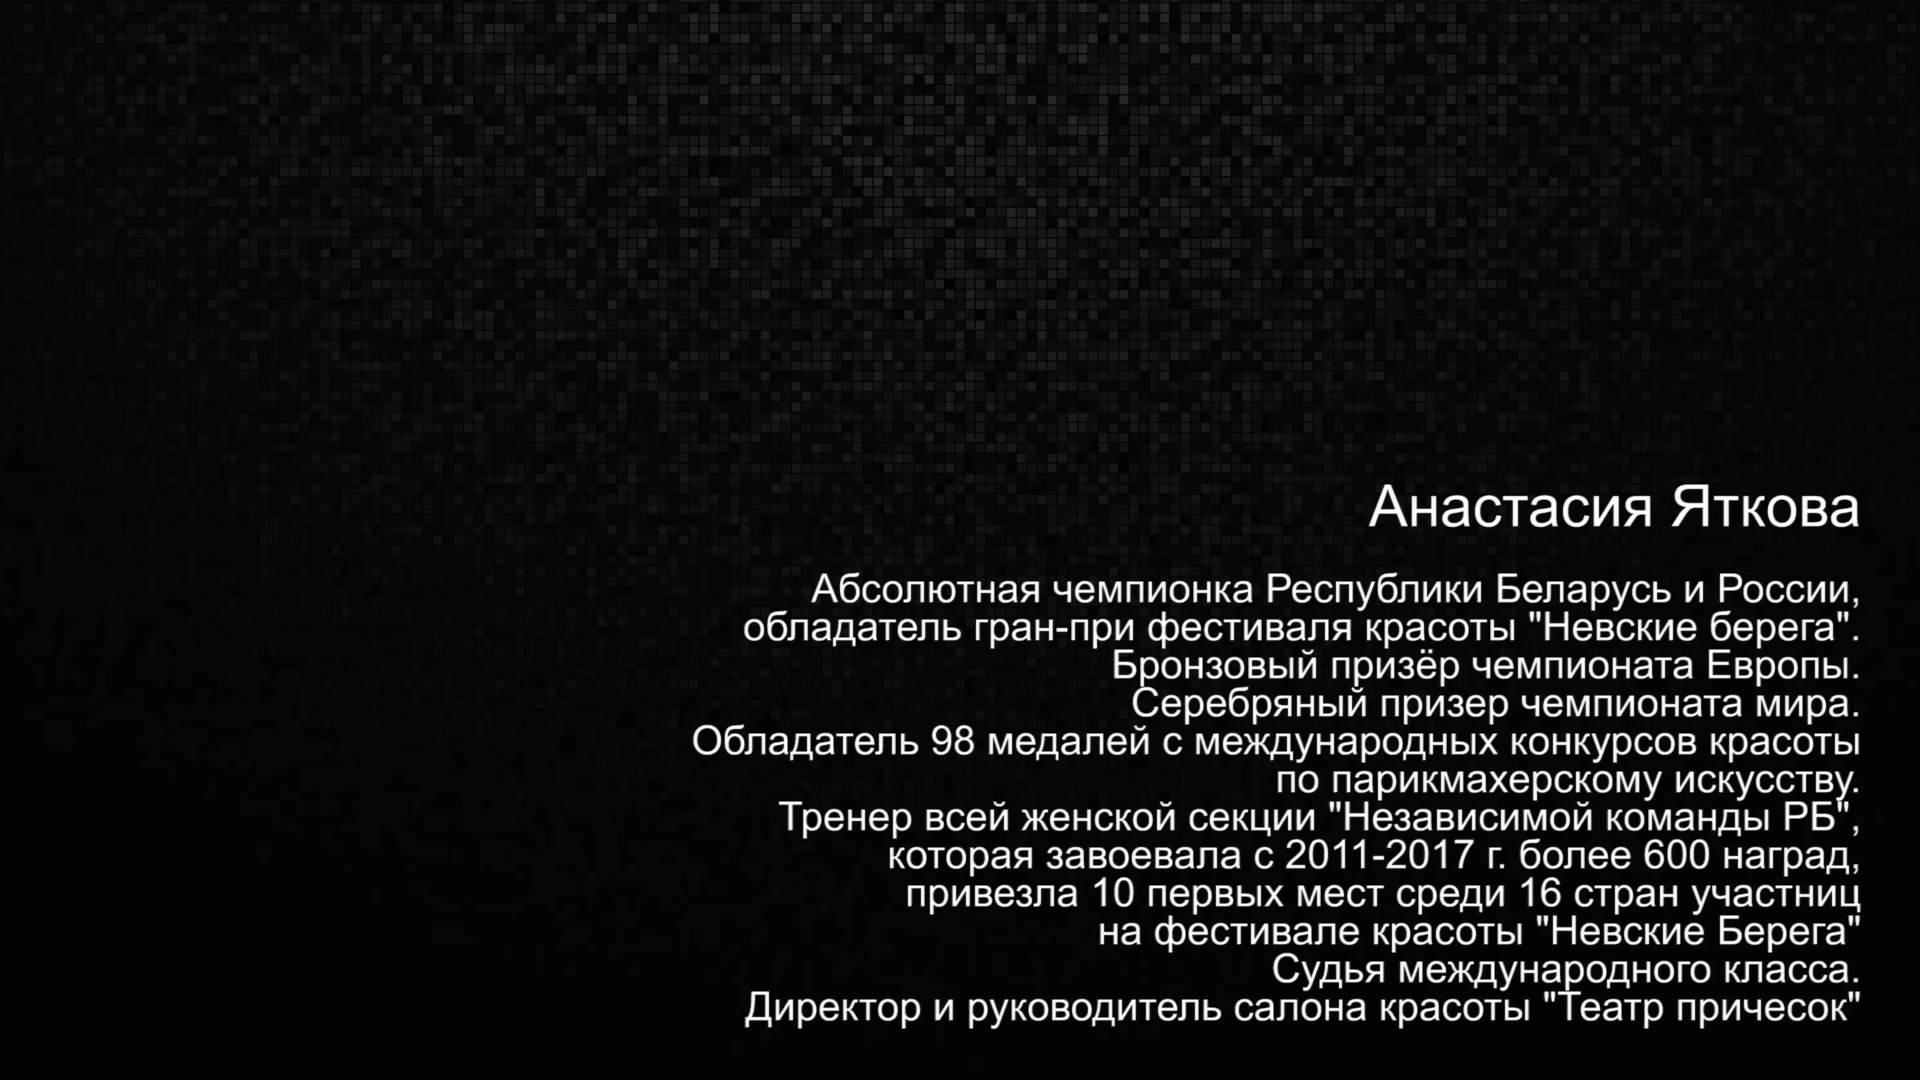 Анастасия Яткова
Абсолютная чемпионка Республики Беларусь и России,
обладатель гран-при фестиваля красоты "Невские берега".
Бронзовый призёр чемпионата Европы.
Серебряный призер чемпионата мира.
Обладатель 98 медалей с международных конкурсов красоты
по парикмахерскому искусству.
Тренер всей женской секции "Независимой команды РБ",
которая завоевала с 2011-2017 г. более 600 наград,
привезла 10 первых мест среди 16 стран участниц
на фестивале красоты "Невские Берега"
Судья международного класса.
Директор и руководитель салона красоты "Театр причесок"